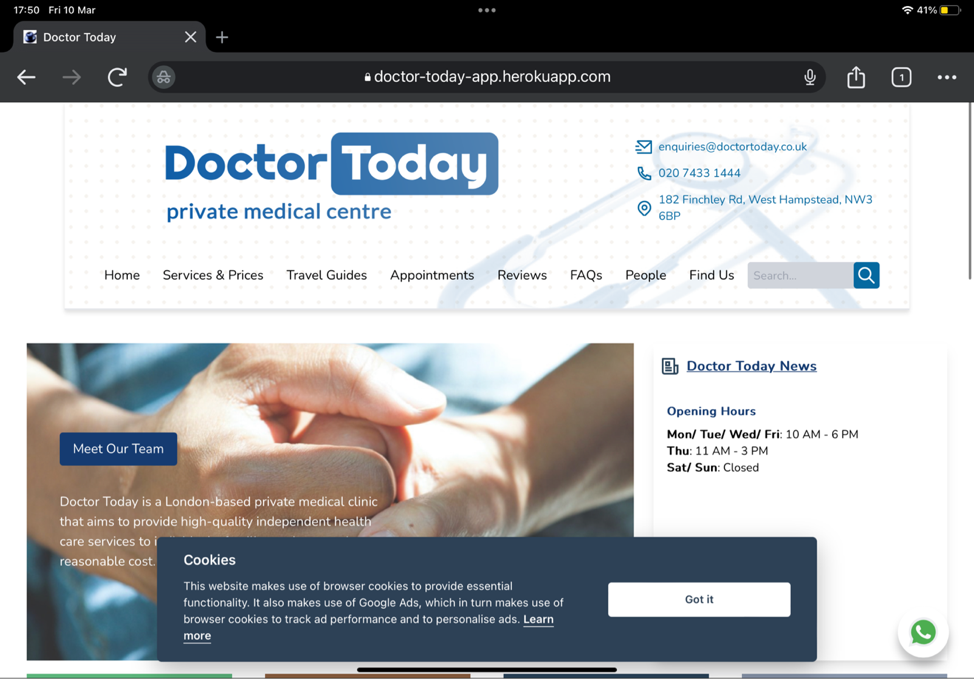 17:50 Fri 10 Mar
41%
Doctor Today
doctor-today-app.herokuapp.com
1
Doctor Today
private medical centre
enquiries@doctortoday.co.uk
020 7433 1444
182 Finchley Rd, West Hampstead, NW3
6BP
Home Services & Prices Travel Guides Appointments Reviews FAQs People Find Us Search...
Meet Our Team
Doctor Today is a London-based private medical clinic
that aims to provide high-quality independent health
care services to
reasonable cost.
Doctor Today News
Opening Hours
Mon/ Tue/ Wed/ Fri: 10 AM - 6 PM
Thu: 11 AM - 3 PM
Sat/ Sun: Closed
Cookies
This website makes use of browser cookies to provide essential
functionality. It also makes use of Google Ads, which in turn makes use of
browser cookies to track ad performance and to personalise ads. Learn
more
Got it